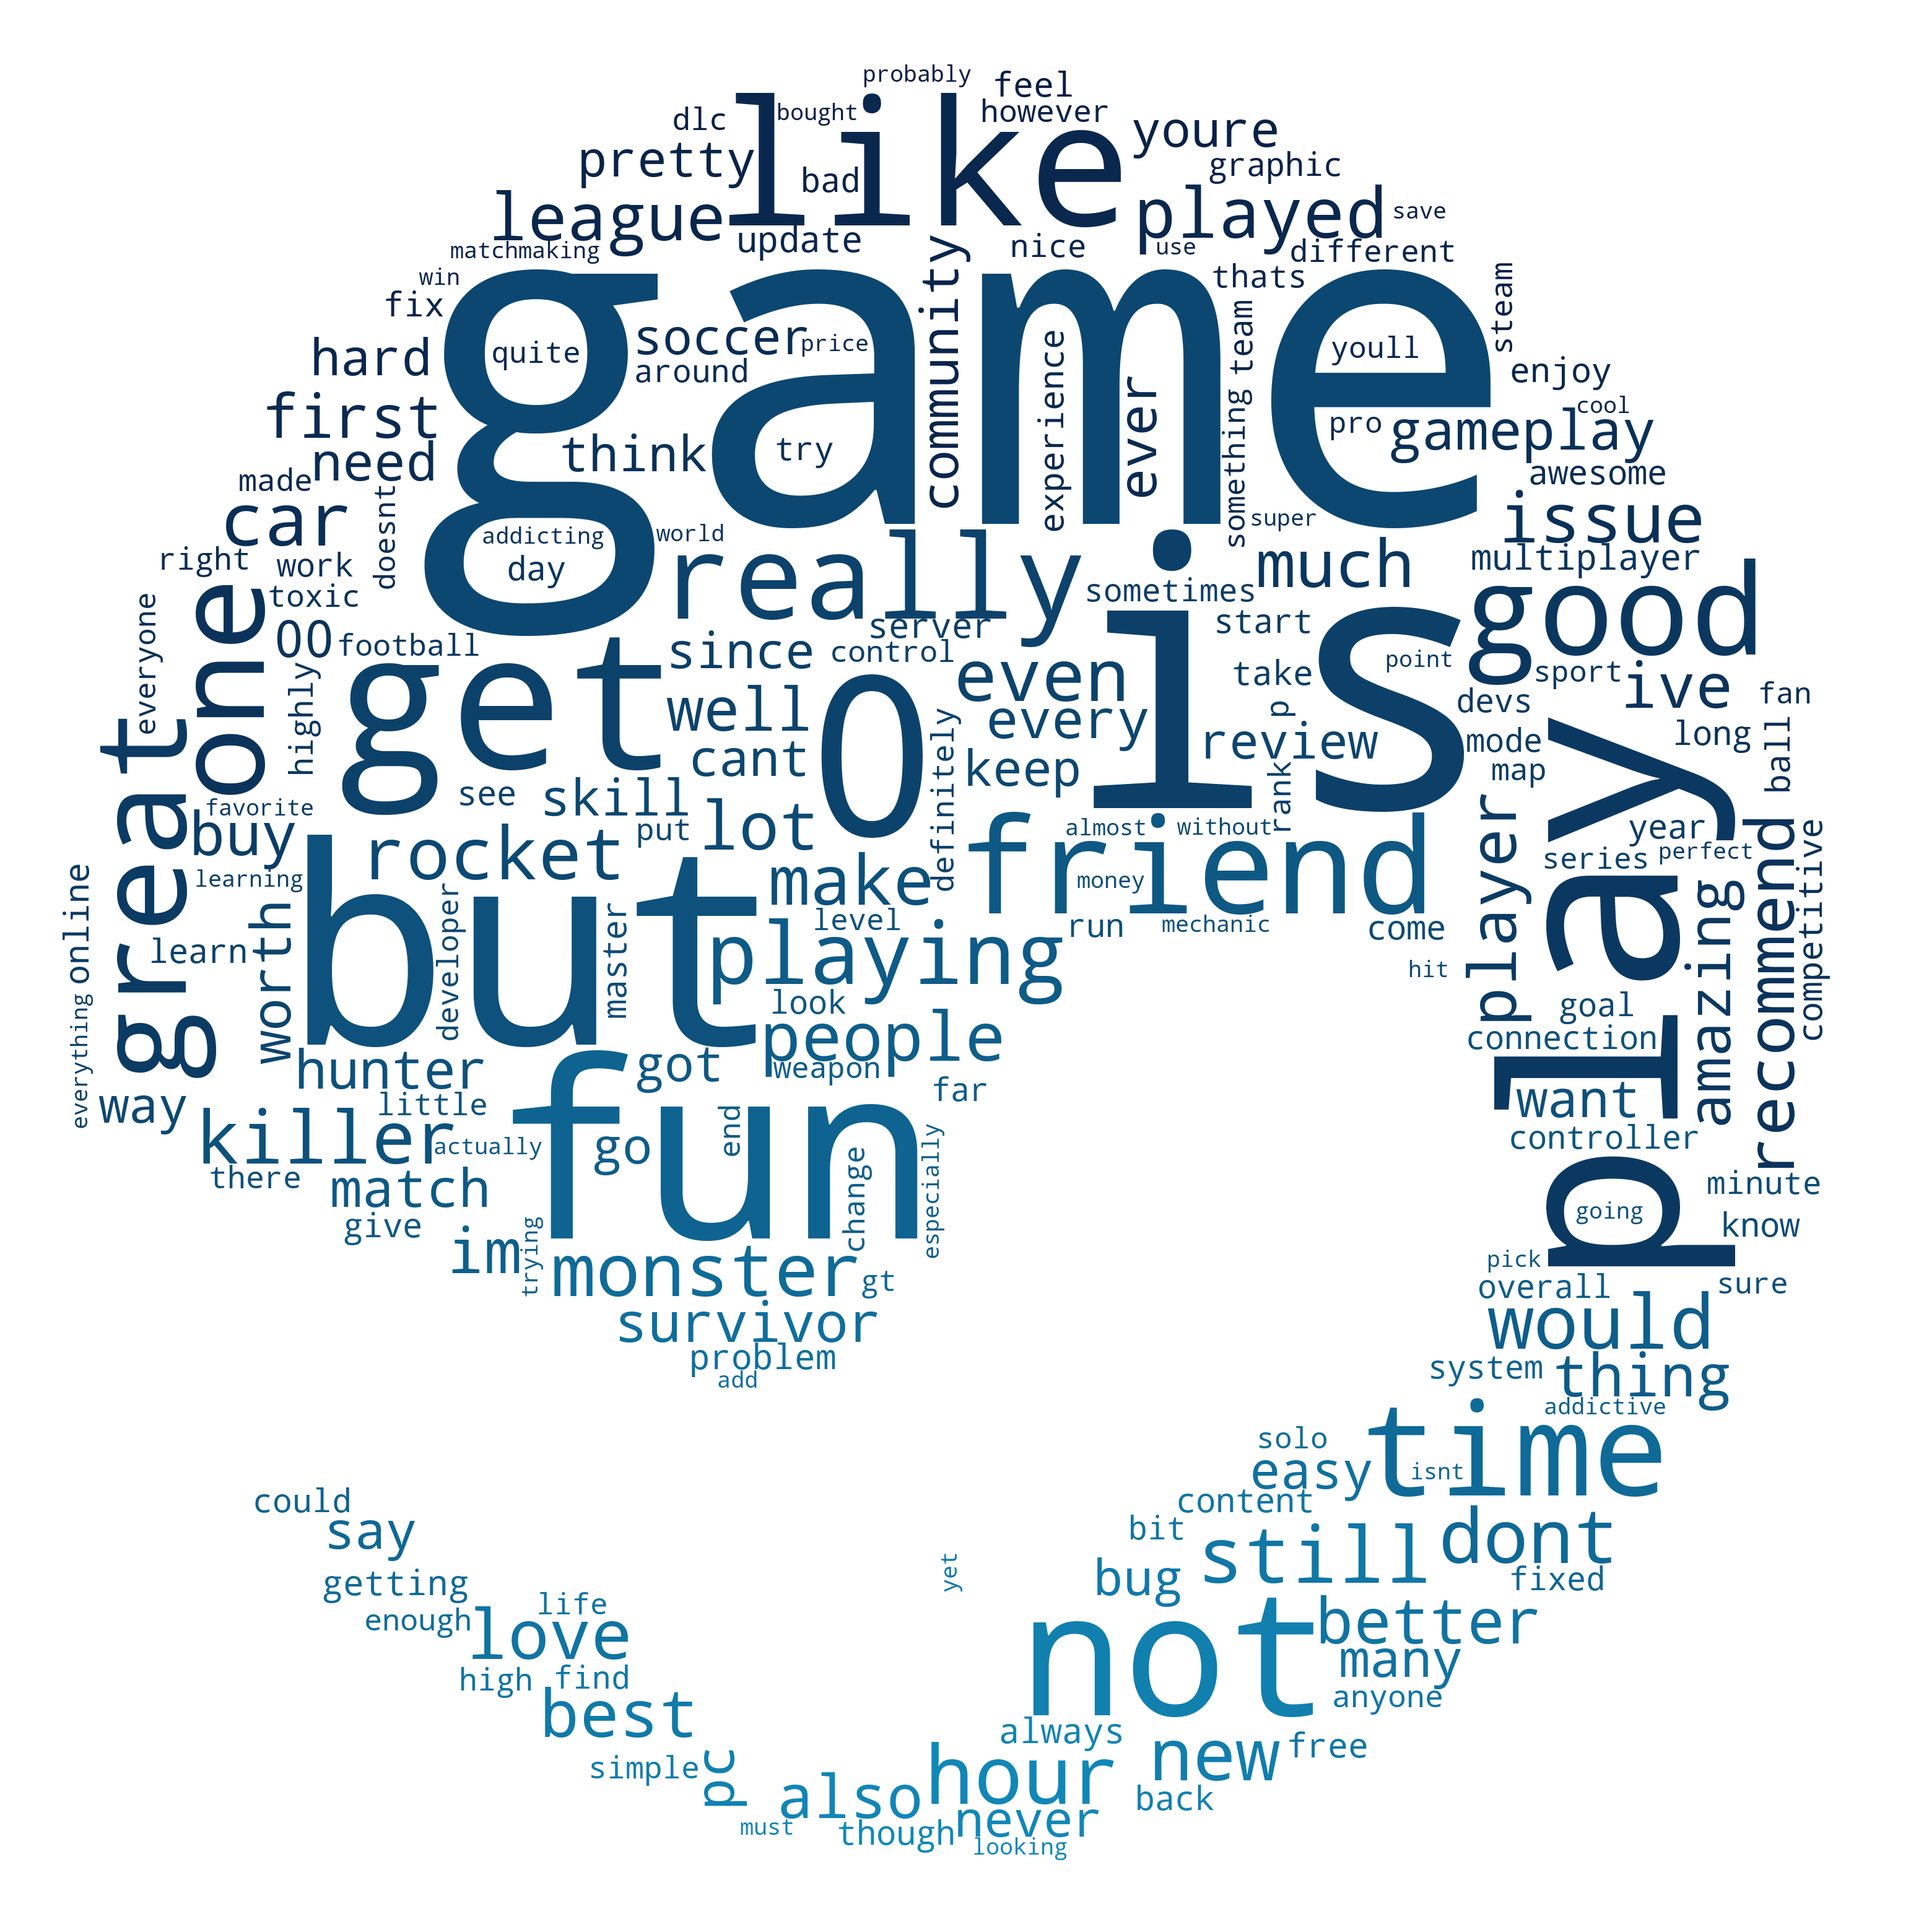 probably
feel
like
dlc
bought
however
youre
pretty
bad
graphic
league
played
save
update
nice
use
different
matchmaking
community
thats
win
game
steam
fix
soccer
price
something team
youll
quite
hard
around
experience
ever
enjoy
cool
first
pro
gameplay
think
try
need
made
awesome
doesnt
car
addicting
world
super
issue
right
work
day
really
much
multiplayer
one
toxic
sometimes
is
good
everyone
00
football
server
start
get
since
control
even
take
point
sport
ive
highly
well
0
every
p
devs
fan
great
cant
definitely
review
mode
long
ball
keep
rank
map
play
see
skill
favorite
put
lot
almost
without
friend
player
year
recommend
buy
rocket
series
perfect
competitive
learning
make
money
amazing
online
but
level
run
mechanic
come
worth
developer
master
playing
learn
hit
look
goal
everything
people
connection
hunter
got
weapon
far
way
little
fun
want
killer
actually
go
end
especially
controller
there
match
change
minute
give
going
know
im
trying
monster
gt
pick
overall
sure
survivor
would
problem
system
thing
add
addictive
time
solo
easy
isnt
could
content
say
bit
still
dont
yet
getting
bug
fixed
life
enough
love
not
better
many
high
find
anyone
best
always
new
free
simple
pc
hour
also
back
never
must
though
looking